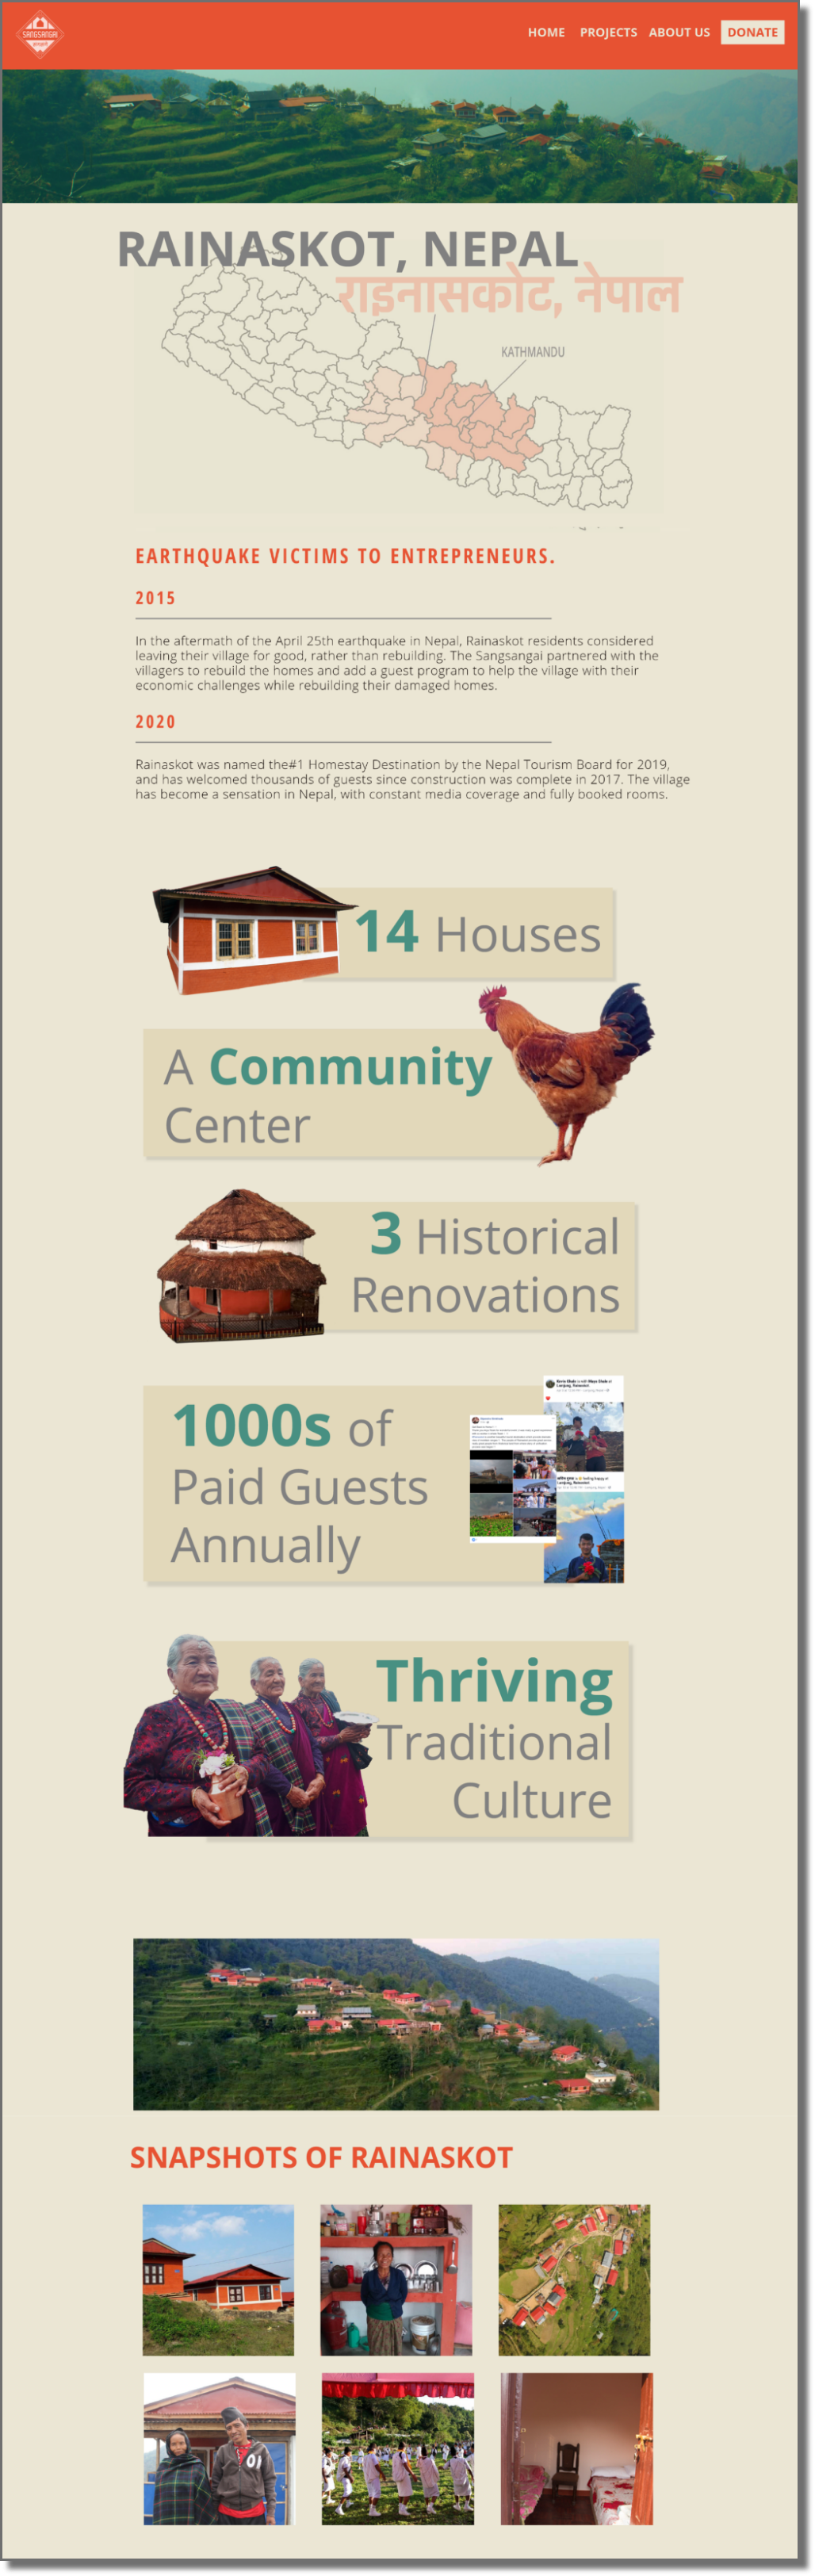 SANGSANGAI
HOME PROJECTS ABOUT US DONATE
RAINASKOT, NEPAL
राइनासकोट, नेपाल
KATHMANDU
EARTHQUAKE VICTIMS TO ENTREPRENEURS.
2015
In the aftermath of the April 25th earthquake in Nepal, Rainaskot residents considered
leaving their village for good, rather than rebuilding. The Sangsangai partnered with the
villagers to rebuild the homes and add a guest program to help the village with their
economic challenges while rebuilding their damaged homes.
2020
Rainaskot was named the#1 Homestay Destination by the Nepal Tourism Board for 2019,
and has welcomed thousands of guests since construction was complete in 2017. The village
has become a sensation in Nepal, with constant media coverage and fully booked rooms.
14 Houses
A Community
Center
3 Historical
Renovations
1000s of
Paid Guests
Annually
Thriving
Traditional
Culture
SNAPSHOTS OF RAINASKOT